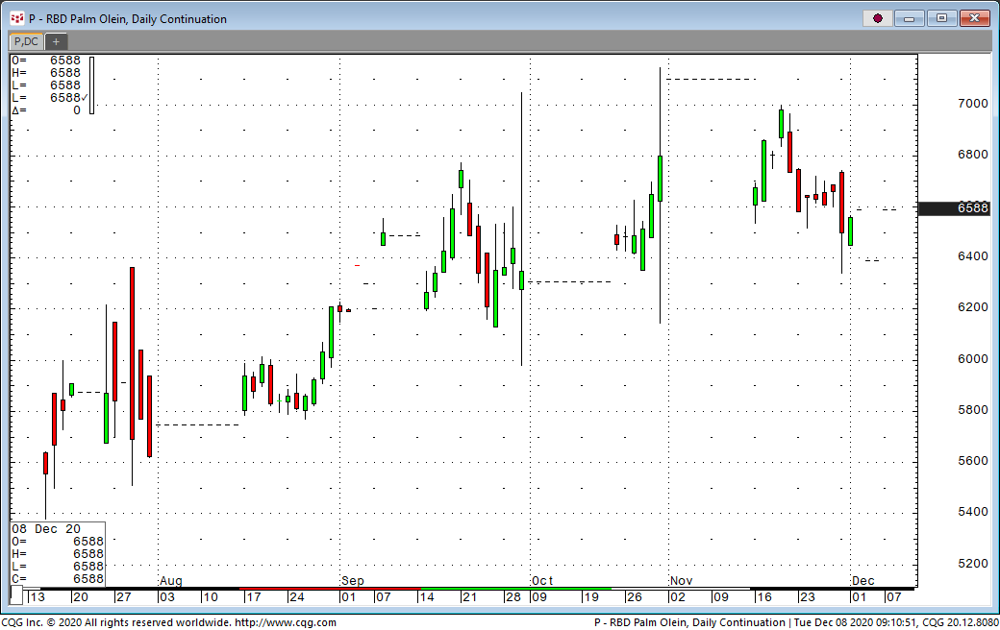 P - RBD Palm Olein, Daily Continuation
P,DC +
O= 6588
H= 6588
L= 6588
L= 6588✓
Δ= 0
7000
6800
6588
6400
6200
6000
5800
5600
5400
5200
08 Dec 20
O= 6588
H= 6588
L= 6588
C= 6588
Aug Sep Oct Nov Dec
13 20 27 03 10 17 24 01 07 14 21 28 09 19 26 02 09 16 23 01 07
CQG Inc. © 2020 All rights reserved worldwide. http://www.cqg.com P - RBD Palm Olein, Daily Continuation | Tue Dec 08 2020 09:10:51, CQG 20.12.8080